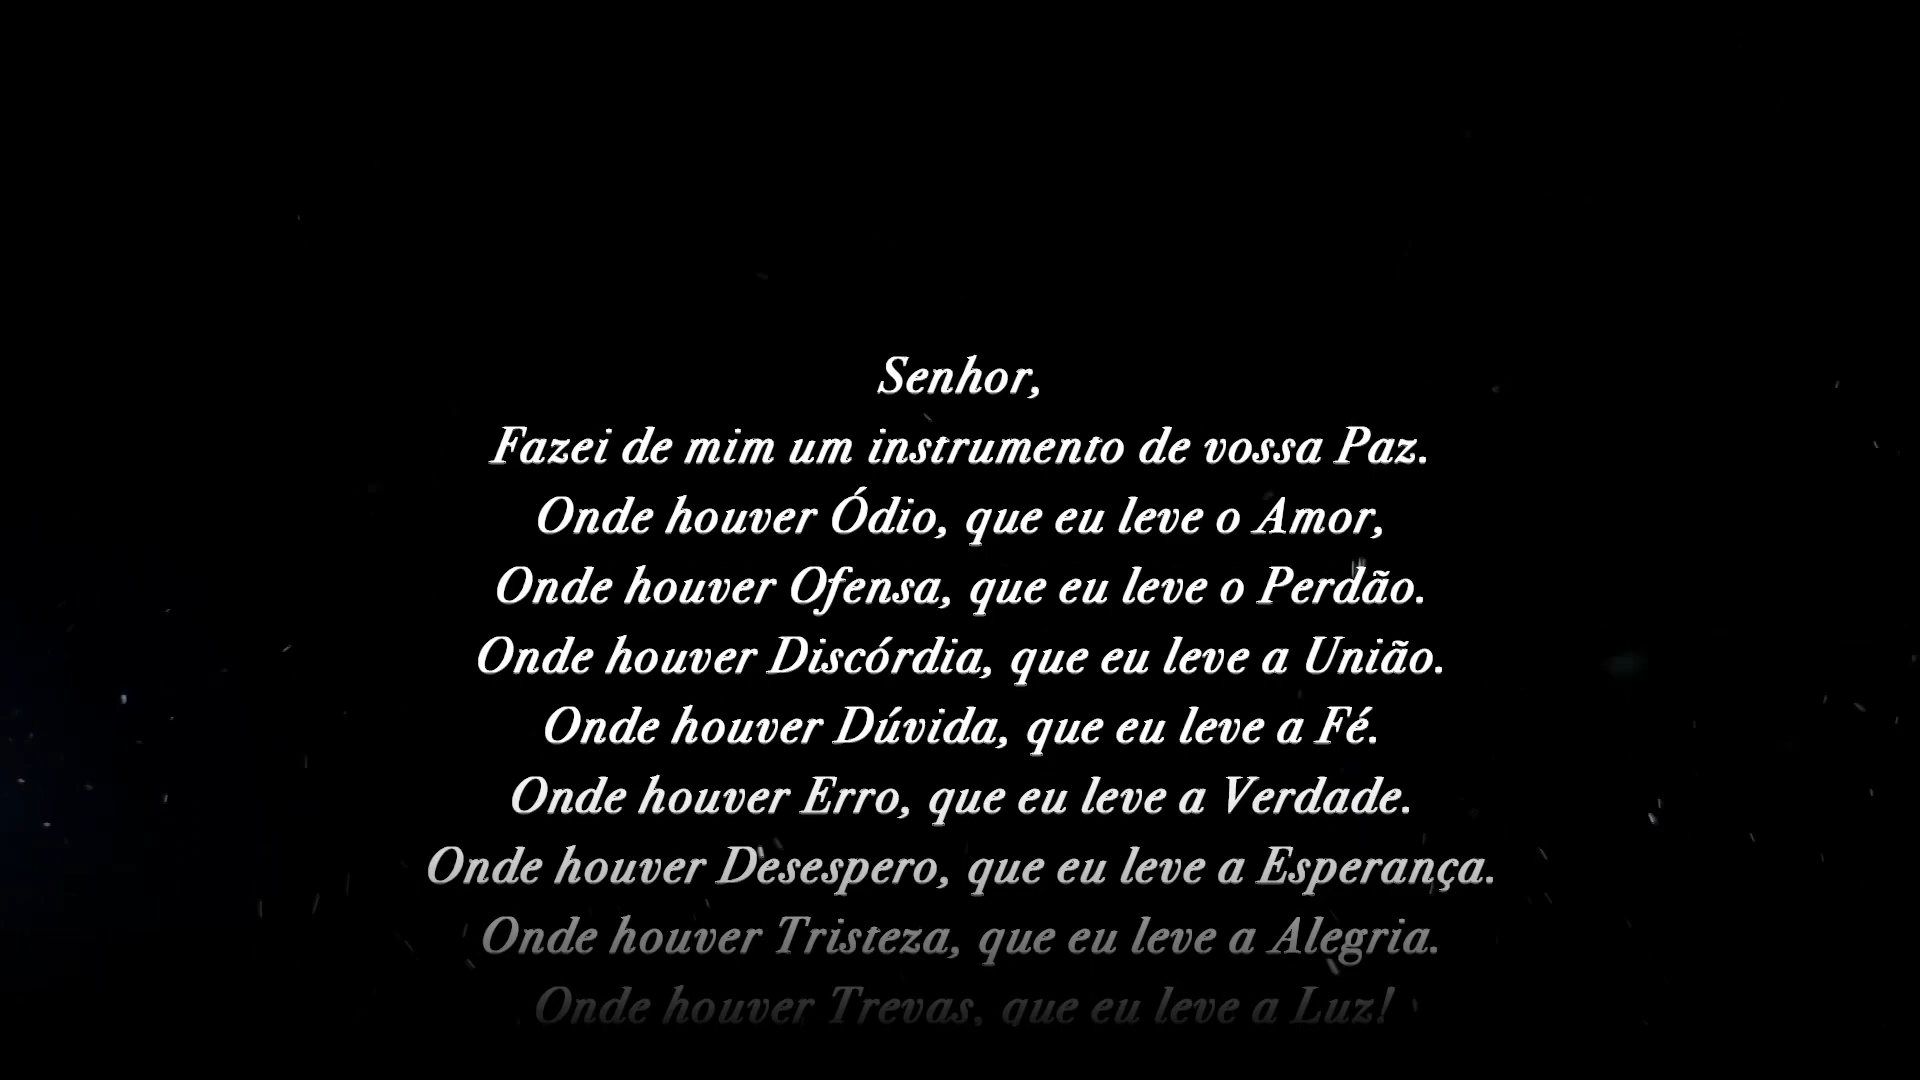 Senhor,
Fazei de mim um instrumento de vossa Paz.
Onde houver Ódio, que eu leve o Amor,
Onde houver Ofensa, que eu leve o Perdão.
Onde houver Discórdia, que eu leve a União.
Onde houver Dúvida, que eu leve a Fé.
Onde houver Erro, que eu leve a Verdade.
Onde houver Desespero, que eu leve a Esperança.
Onde houver Tristeza, que eu leve a Alegria.
Onde houver Trevas, que eu leve a Luz!